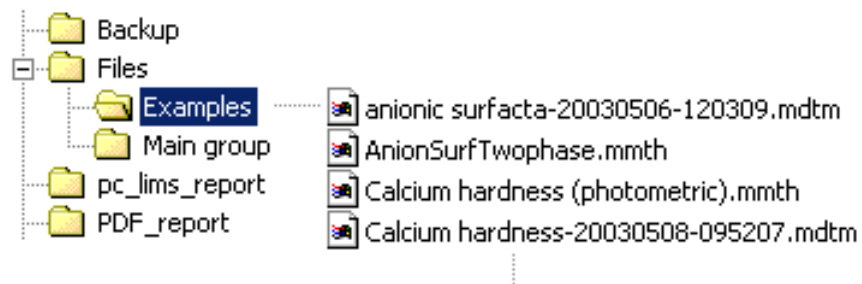 Backup
Files
Examples
Main group
pc_lims_report
PDF_report
anionic surfacta-20030506-120309.mdtm
AnionSurfTwophase.mmth
Calcium hardness (photometric).mmth
Calcium hardness-20030508-095207.mdtm